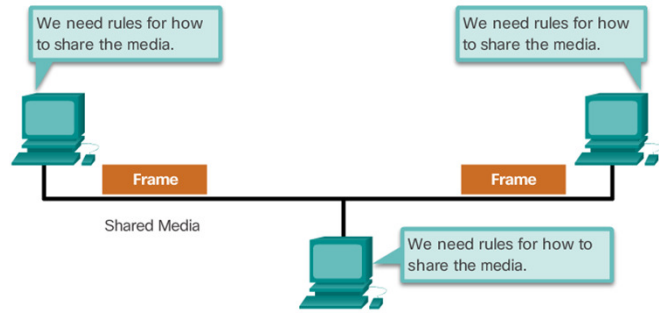 We need rules for how
to share the media.
We need rules for how
to share the media.
Frame
Frame
Shared Media
We need rules for how to
share the media.